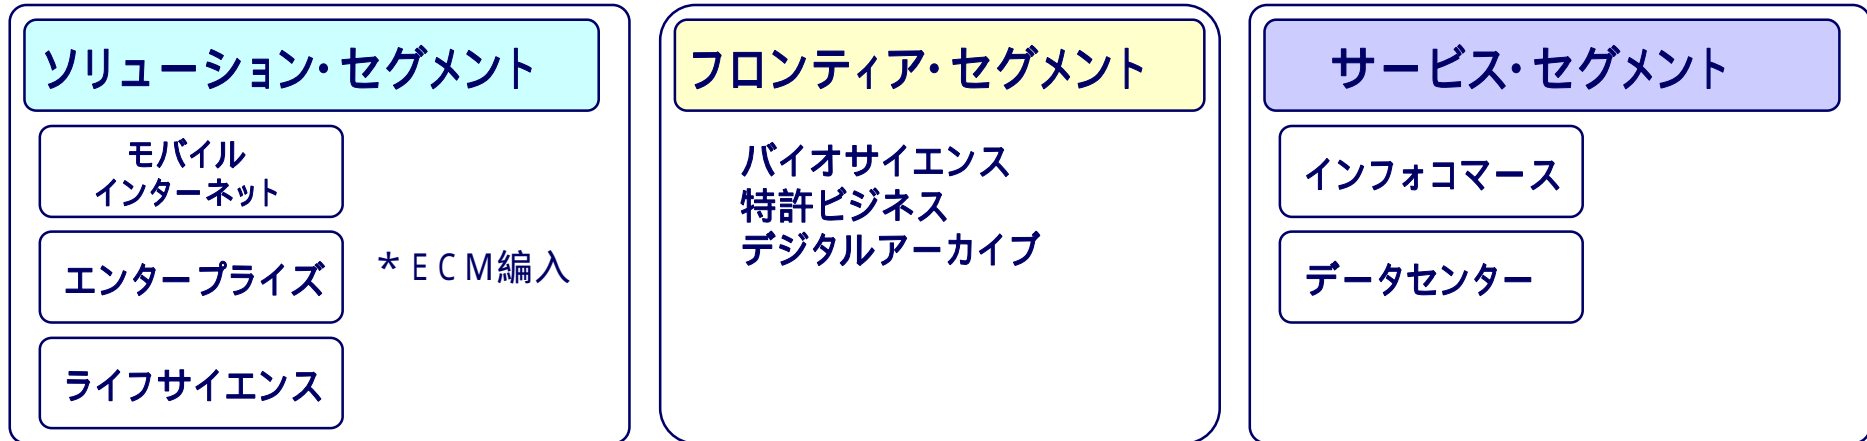 ソリューション・セグメント
モバイル
インターネット
エンタープライズ
＊ECM編入
ライフサイエンス
フロンティア・セグメント
バイオサイエンス
特許ビジネス
デジタルアーカイブ
サービス・セグメント
インフォコマース
データセンター